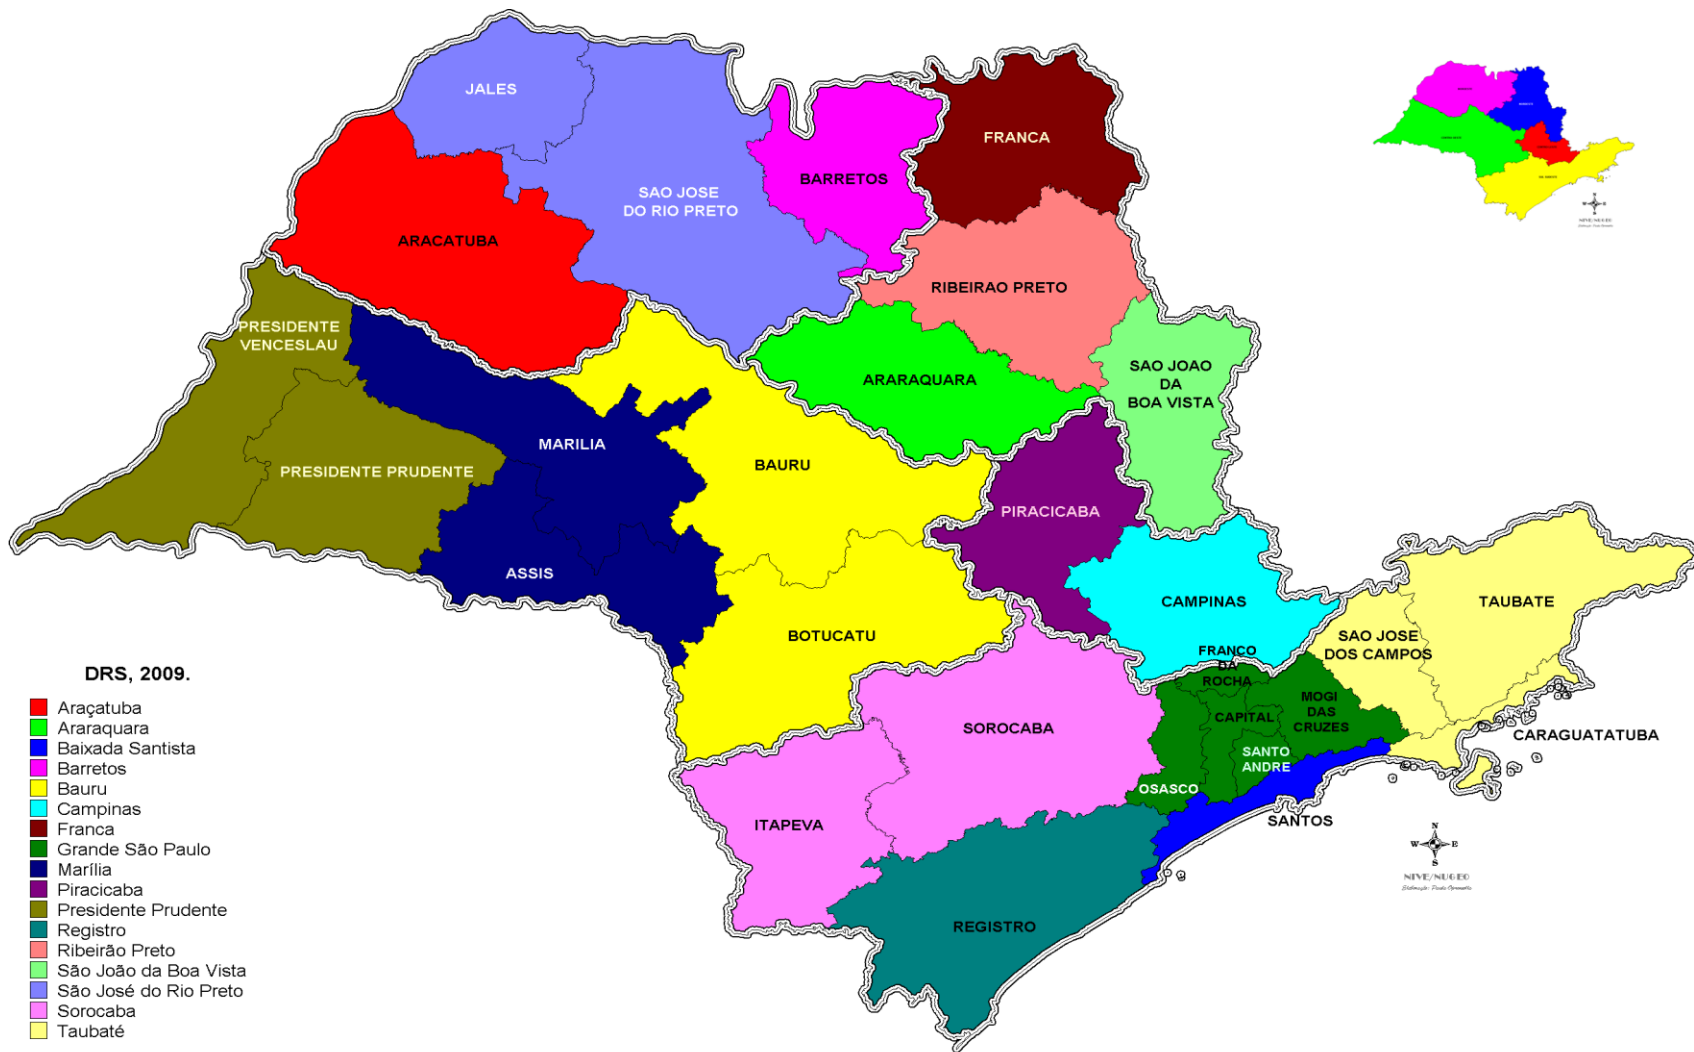 JALES
FRANCA
BARRETOS
SAO JOSE
DO RIO PRETO
ARACATUBA
RIBEIRAO PRETO
PRESIDENTE
VENCESLAU
SAO JOAO
DA
BOA VISTA
ARARAQUARA
MARILIA
BAURU
PRESIDENTE PRUDENTE
PIRACICABA
ASSIS
CAMPINAS
TAUBATE
BOTUCATU
SAO JOSE
DOS CAMPOS
FRANCO
DA
ROCHA
MOGI
DAS
CRUZES
CAPITAL
SOROCABA
CARAGUATATUBA
SANTO
ANDRE
OSASCO
SANTOS
ITAPEVA
REGISTRO
DRS, 2009.
Araçatuba
Araraquara
Baixada Santista
Barretos
Bauru
Campinas
Franca
Grande São Paulo
Marília
Piracicaba
Presidente Prudente
Registro
Ribeirão Preto
São João da Boa Vista
São José do Rio Preto
Sorocaba
Taubaté
N
W E
S
NIVE/NUGEO